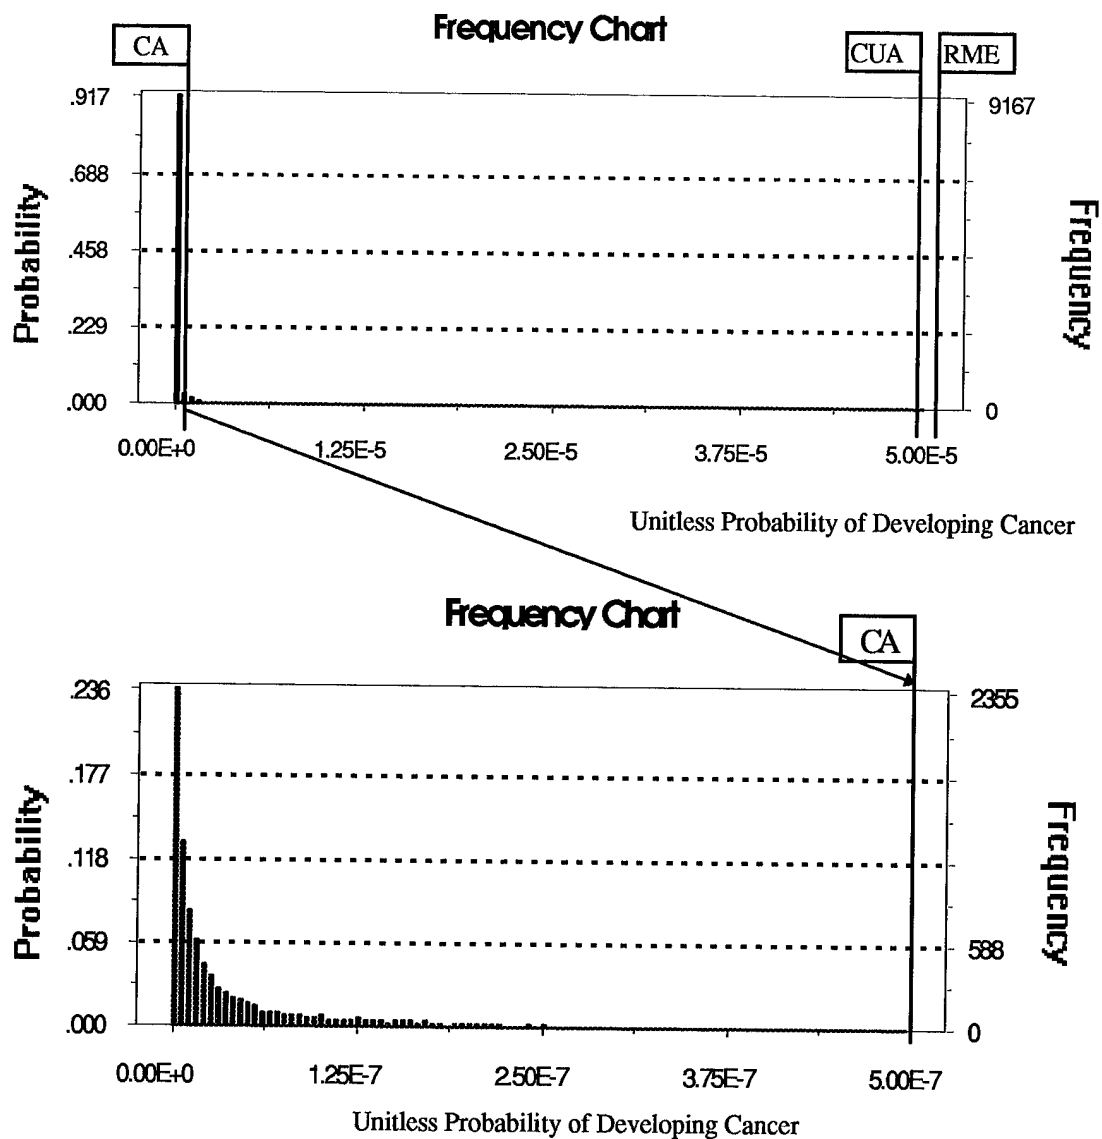 Frequency Chart
CA
CUA
RME
.917
9167
.688
.458
.229
.000
0
Probability
Frequency
0.00E+0
1.25E-5
2.50E-5
3.75E-5
5.00E-5
Unitless Probability of Developing Cancer
Frequency Chart
CA
.236
2355
.177
.118
.059
588
.000
0
Probability
Frequency
0.00E+0
1.25E-7
2.50E-7
3.75E-7
5.00E-7
Unitless Probability of Developing Cancer